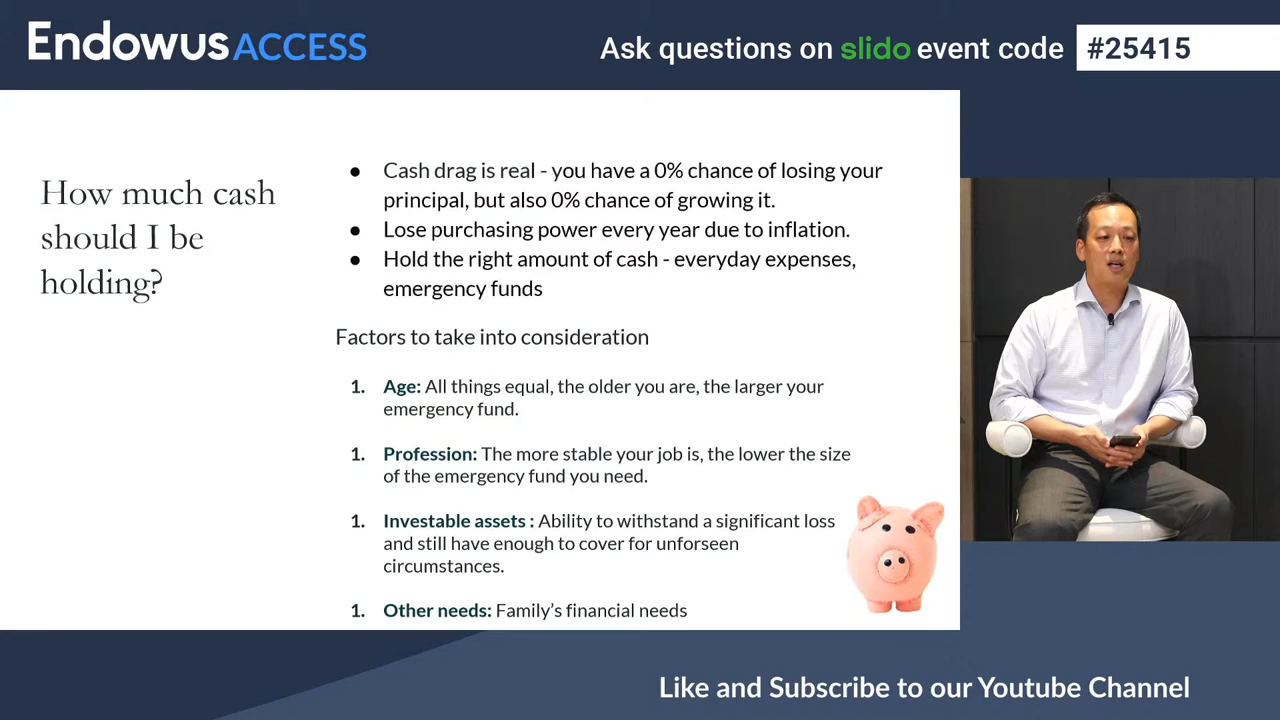 Endowus ACCESS
Ask questions on slido event code #25415
How much cash
should I be
holding?
● Cash drag is real - you have a 0% chance of losing your
principal, but also 0% chance of growing it.
● Lose purchasing power every year due to inflation.
● Hold the right amount of cash - everyday expenses,
emergency funds
Factors to take into consideration
1. Age: All things equal, the older you are, the larger your
emergency fund.
1. Profession: The more stable your job is, the lower the size
of the emergency fund you need.
1. Investable assets : Ability to withstand a significant loss
and still have enough to cover for unforseen
circumstances.
1. Other needs: Family's financial needs
Like and Subscribe to our Youtube Channel